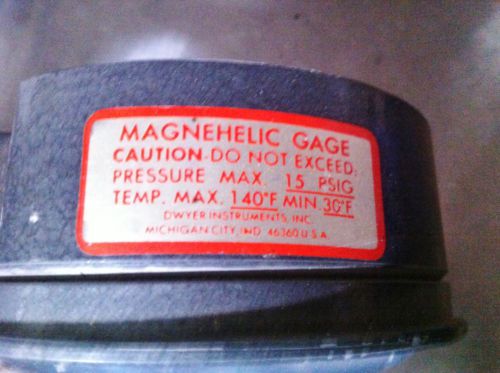 MAGNEHELIC GAGE
CAUTION-DO NOT EXCEED:
PRESSURE MAX. 15 PSIG
TEMP. MAX. 140°F MIN. 30°F
DWYER INSTRUMENTS, INC.
MICHIGAN CITY, IND. 46360 U.S.A.